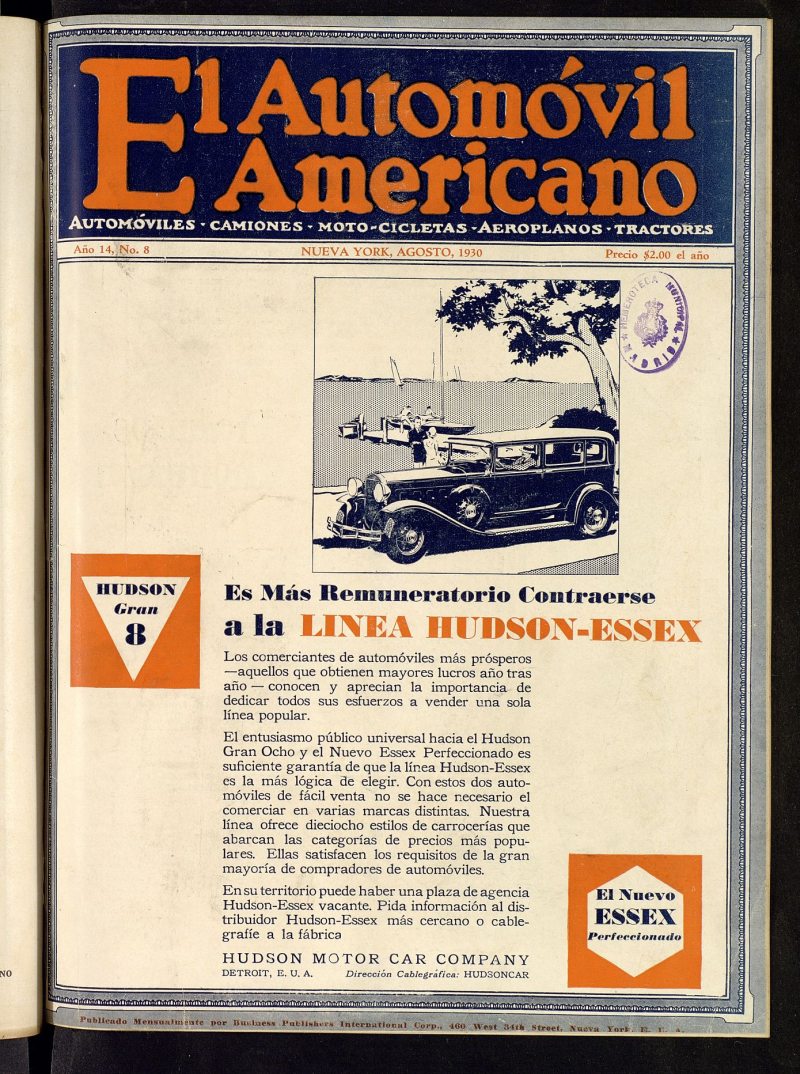 El Automóvil
Americano
AUTOMÓVILES · CAMIONES · MOTO-CICLETAS · AEROPLANOS · TRACTORES
Año 14, No. 8
NUEVA YORK, AGOSTO, 1930
Precio $2.00 el año
HEMEROTECA MUNICIPAL
★ MADRID ★
HUDSON
Gran
8
Es Más Remuneratorio Contraerse
a la LINEA HUDSON-ESSEX
Los comerciantes de automóviles más prósperos
—aquellos que obtienen mayores lucros año tras
año — conocen y aprecian la importancia de
dedicar todos sus esfuerzos a vender una sola
línea popular.
El entusiasmo público universal hacia el Hudson
Gran Ocho y el Nuevo Essex Perfeccionado es
suficiente garantía de que la línea Hudson-Essex
es la más lógica de elegir. Con estos dos auto-
móviles de fácil venta no se hace necesario el
comerciar en varias marcas distintas. Nuestra
línea ofrece dieciocho estilos de carrocerías que
abarcan las categorías de precios más popu-
lares. Ellas satisfacen los requisitos de la gran
mayoría de compradores de automóviles.
En su territorio puede haber una plaza de agencia
Hudson-Essex vacante. Pida información al dis-
tribuidor Hudson-Essex más cercano o cable-
grafíe a la fábrica
El Nuevo
ESSEX
Perfeccionado
HUDSON MOTOR CAR COMPANY
DETROIT, E. U. A. Dirección Cablegráfica: HUDSONCAR
NO
Publicado Mensualmente por Business Publishers International Corp., 460 West 34th Street, Nueva York, E. U. A.